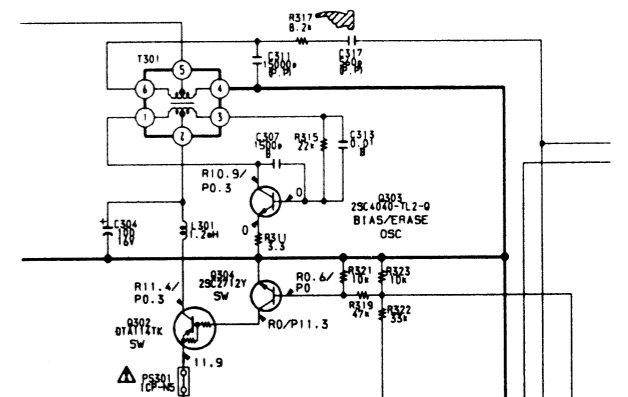 R317
8.2k
T301
C311
15000p
(P.P)
C317
560p
(P.P)
5
6
4
1
3
2
C307
1500p
B
R315
22k
C313
0.01
B
R10.9/
P0.3
0
Q303
2SC4040-TL2-Q
BIAS/ERASE
OSC
C304
100
16V
L301
1.2mH
0
R311
3.3
Q304
2SC2712Y
SW
R0.6/
P0
R321
10k
R323
10k
R11.4/
P0.3
R319
47k
R322
33k
Q302
DTA114TK
SW
R0/P11.3
11.9
PS301
ICP-N5